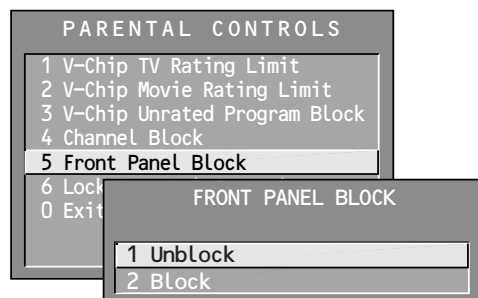 PARENTAL CONTROLS
1 V-Chip TV Rating Limit
2 V-Chip Movie Rating Limit
3 V-Chip Unrated Program Block
4 Channel Block
5 Front Panel Block
6 Lock
0 Exit
FRONT PANEL BLOCK
1 Unblock
2 Block